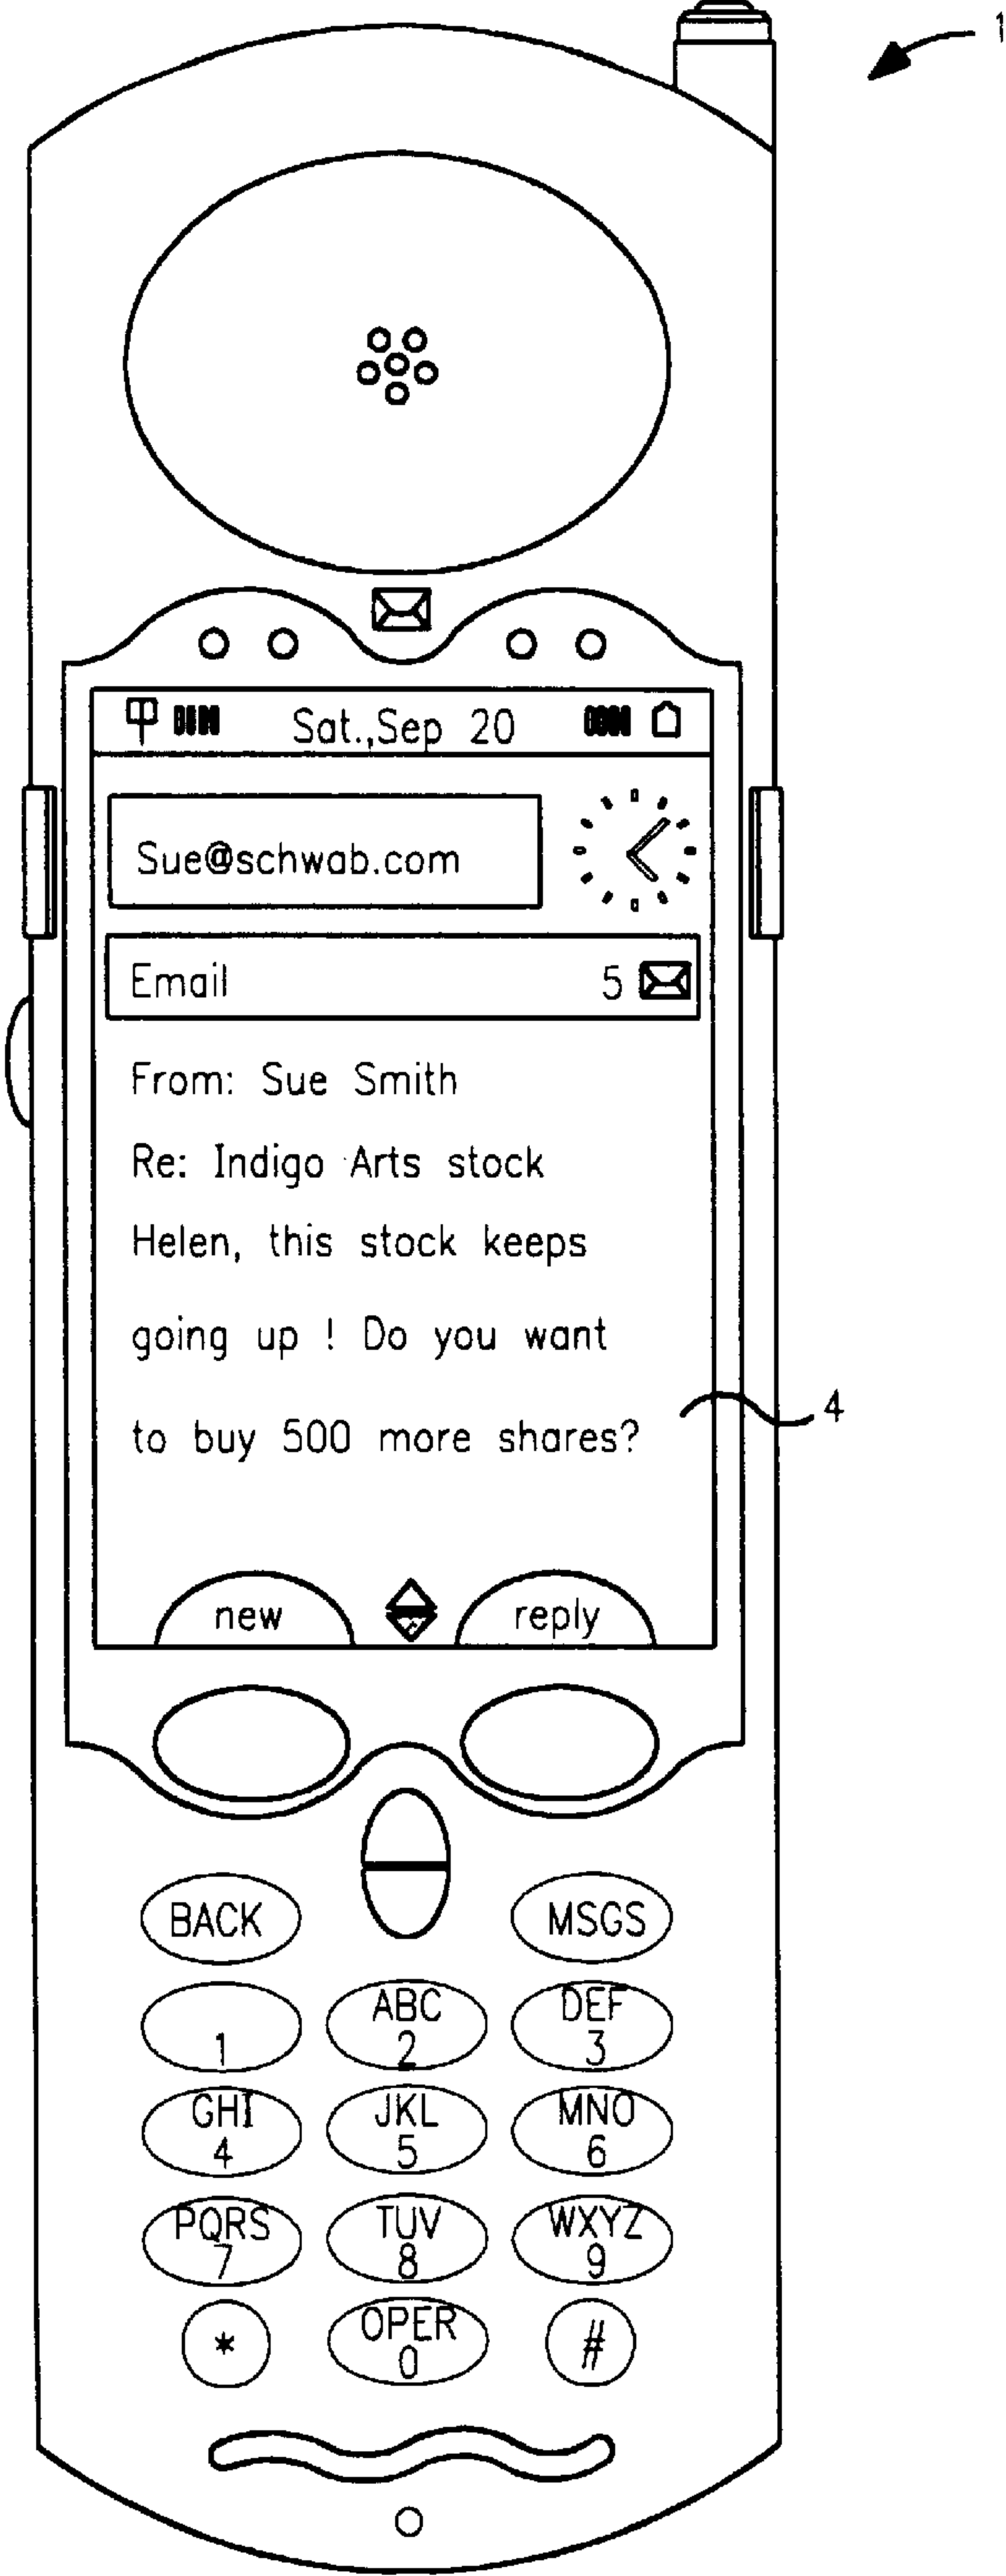 1
Sat.,Sep 20
Sue@schwab.com
Email 5
From: Sue Smith
Re: Indigo Arts stock
Helen, this stock keeps
going up ! Do you want
to buy 500 more shares?
4
new reply
BACK MSGS
1 ABC 2 DEF 3
GHI 4 JKL 5 MNO 6
PQRS 7 TUV 8 WXYZ 9
* OPER 0 #